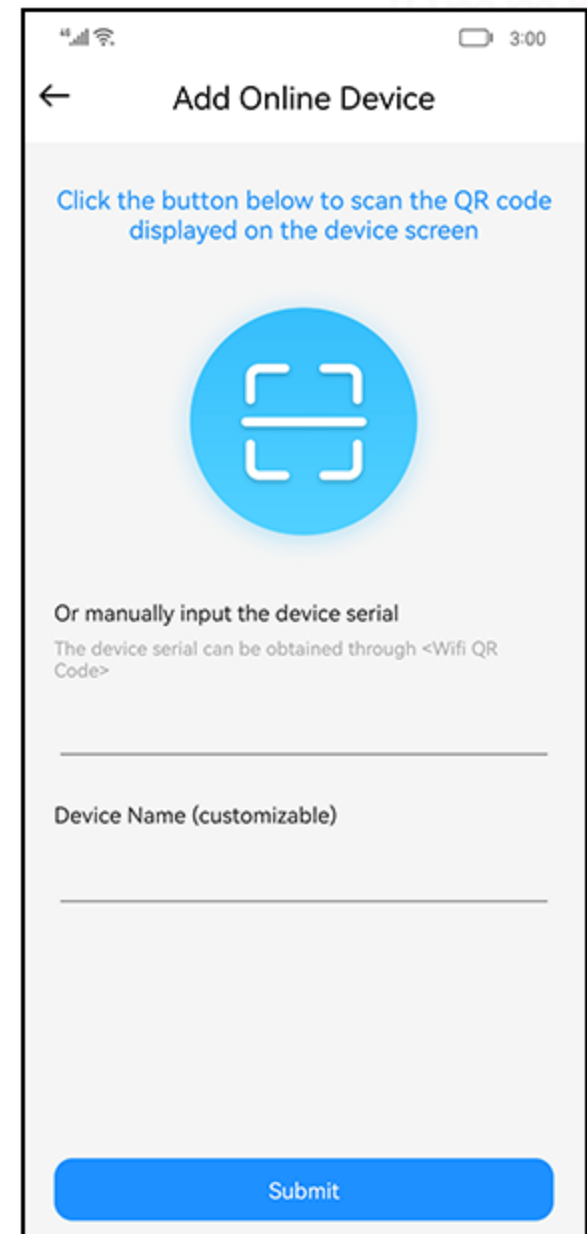 4G 3:00
Add Online Device
Click the button below to scan the QR code
displayed on the device screen
Or manually input the device serial
The device serial can be obtained through <Wifi QR
Code>
Device Name (customizable)
Submit